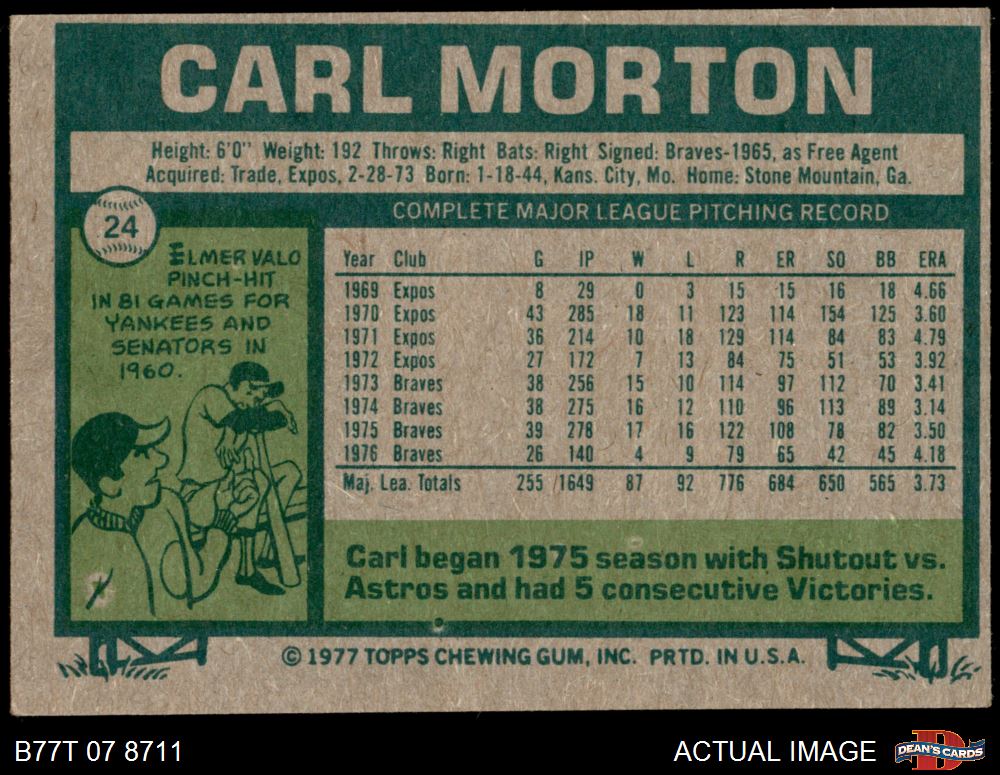 CARL MORTON
Height: 6'0" Weight: 192 Throws: Right Bats: Right Signed: Braves-1965, as Free Agent
Acquired: Trade, Expos, 2-28-73 Born: 1-18-44, Kans. City, Mo. Home: Stone Mountain, Ga.
24
ELMER VALO
PINCH-HIT
IN 81 GAMES FOR
YANKEES AND
SENATORS IN
1960.
COMPLETE MAJOR LEAGUE PITCHING RECORD
Year Club G IP W L R ER SO BB ERA
1969 Expos 8 29 0 3 15 15 16 18 4.66
1970 Expos 43 285 18 11 123 114 154 125 3.60
1971 Expos 36 214 10 18 129 114 84 83 4.79
1972 Expos 27 172 7 13 84 75 51 53 3.92
1973 Braves 38 256 15 10 114 97 112 70 3.41
1974 Braves 38 275 16 12 110 96 113 89 3.14
1975 Braves 39 278 17 16 122 108 78 82 3.50
1976 Braves 26 140 4 9 79 65 42 45 4.18
Maj. Lea. Totals 255 1649 87 92 776 684 650 565 3.73
Carl began 1975 season with Shutout vs.
Astros and had 5 consecutive Victories.
© 1977 TOPPS CHEWING GUM, INC. PRTD. IN U.S.A.
B77T 07 8711
ACTUAL IMAGE
D
DEAN'S CARDS